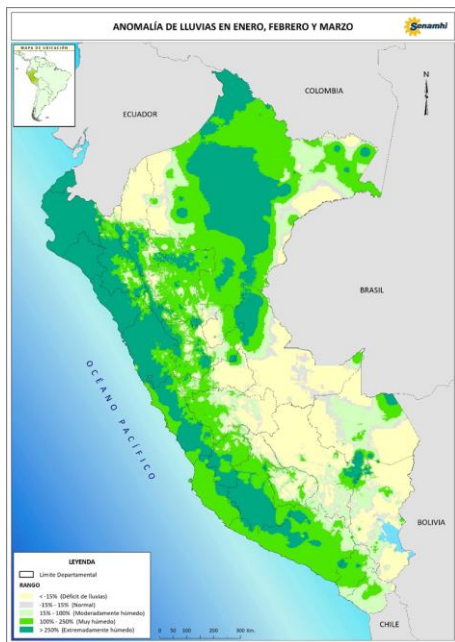 ANOMALÍA DE LLUVIAS EN ENERO, FEBRERO Y MARZO
Senamhi
MAPA DE UBICACIÓN
N
COLOMBIA
ECUADOR
BRASIL
OCÉANO PACÍFICO
BOLIVIA
CHILE
LEYENDA
Límite Departamental
RANGO
< -15% (Déficit de lluvias)
-15% - 15% (Normal)
15% - 100% (Moderadamente húmedo)
100% - 250% (Muy húmedo)
> 250% (Extremadamente húmedo)
0 50 100 200 300 Km.